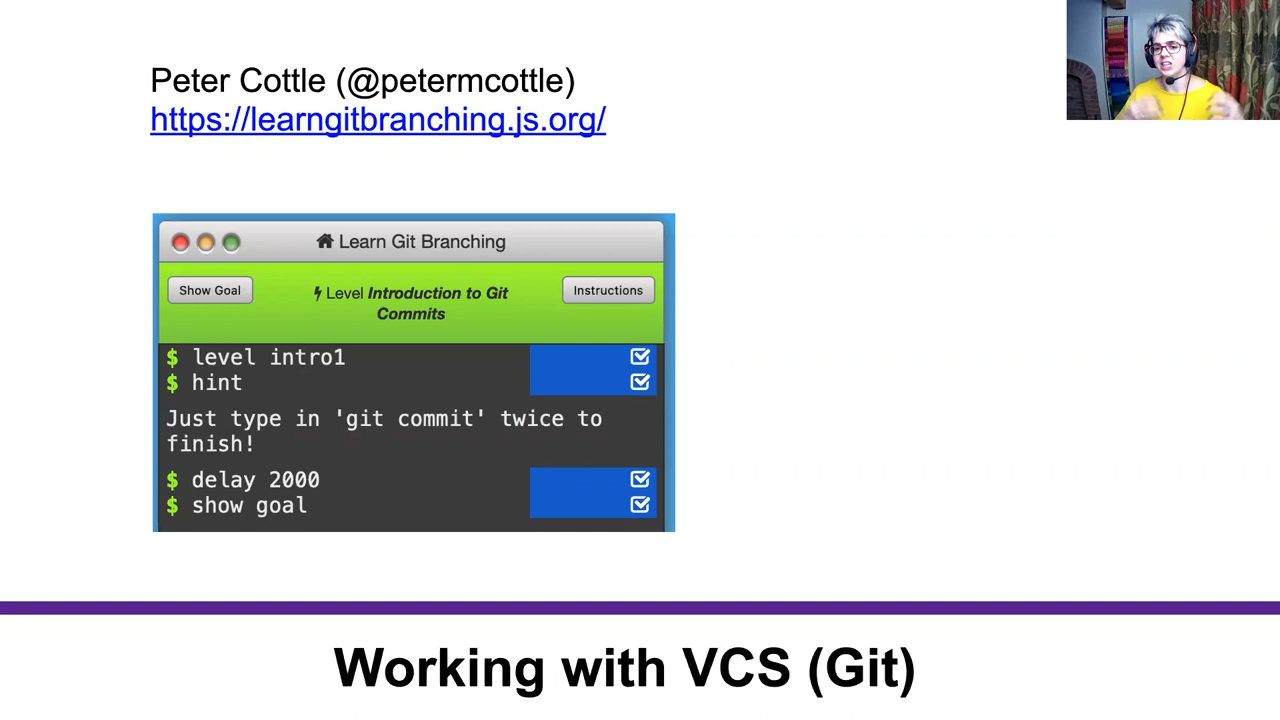 Peter Cottle (@petermcottle)
https://learngitbranching.js.org/
Learn Git Branching
Show Goal
Level Introduction to Git
Commits
Instructions
$ level intro1
$ hint
Just type in 'git commit' twice to
finish!
$ delay 2000
$ show goal
Working with VCS (Git)